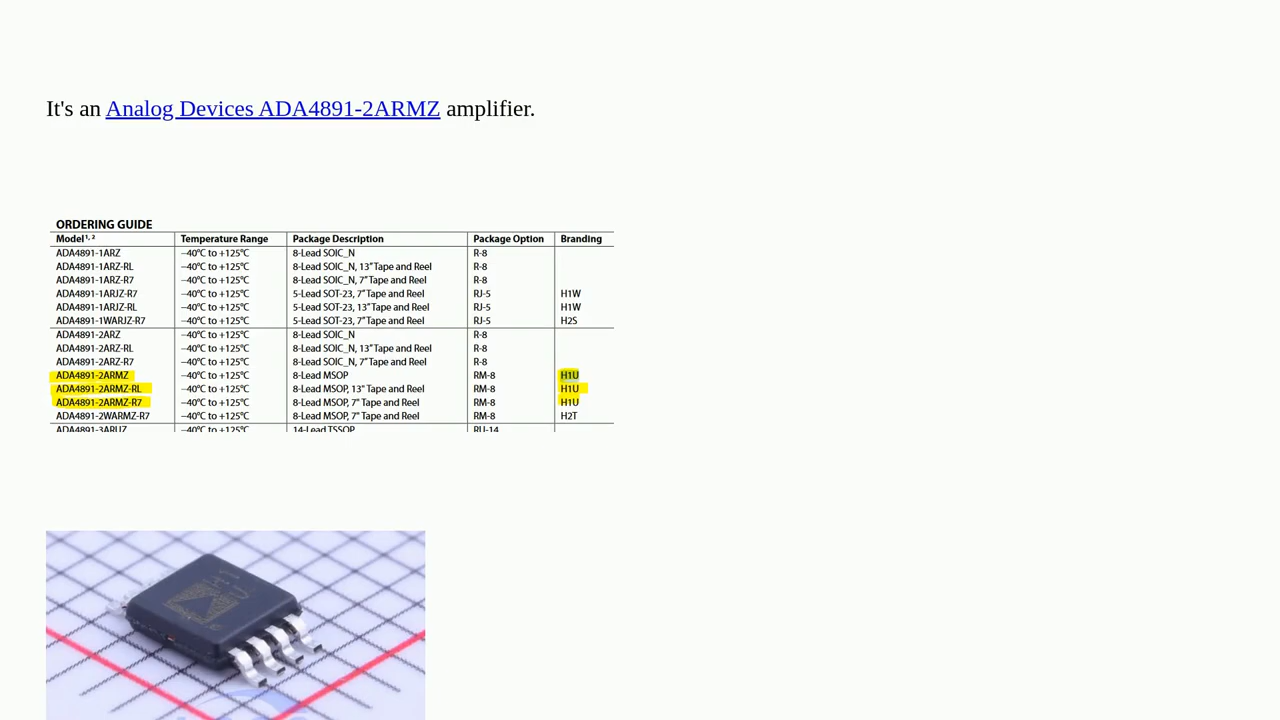 It's an Analog Devices ADA4891-2ARMZ amplifier.
ORDERING GUIDE
Model1, 2 Temperature Range Package Description Package Option Branding
ADA4891-1ARZ −40°C to +125°C 8-Lead SOIC_N R-8
ADA4891-1ARZ-RL −40°C to +125°C 8-Lead SOIC_N, 13" Tape and Reel R-8
ADA4891-1ARZ-R7 −40°C to +125°C 8-Lead SOIC_N, 7" Tape and Reel R-8
ADA4891-1ARJZ-R7 −40°C to +125°C 5-Lead SOT-23, 7" Tape and Reel RJ-5 H1W
ADA4891-1ARJZ-RL −40°C to +125°C 5-Lead SOT-23, 13" Tape and Reel RJ-5 H1W
ADA4891-1WARJZ-R7 −40°C to +125°C 5-Lead SOT-23, 7" Tape and Reel RJ-5 H2S
ADA4891-2ARZ −40°C to +125°C 8-Lead SOIC_N R-8
ADA4891-2ARZ-RL −40°C to +125°C 8-Lead SOIC_N, 13" Tape and Reel R-8
ADA4891-2ARZ-R7 −40°C to +125°C 8-Lead SOIC_N, 7" Tape and Reel R-8
ADA4891-2ARMZ −40°C to +125°C 8-Lead MSOP RM-8 H1U
ADA4891-2ARMZ-RL −40°C to +125°C 8-Lead MSOP, 13" Tape and Reel RM-8 H1U
ADA4891-2ARMZ-R7 −40°C to +125°C 8-Lead MSOP, 7" Tape and Reel RM-8 H1U
ADA4891-2WARMZ-R7 −40°C to +125°C 8-Lead MSOP, 7" Tape and Reel RM-8 H2T
ADA4891-3ARUZ −40°C to +125°C 14-Lead TSSOP RU-14